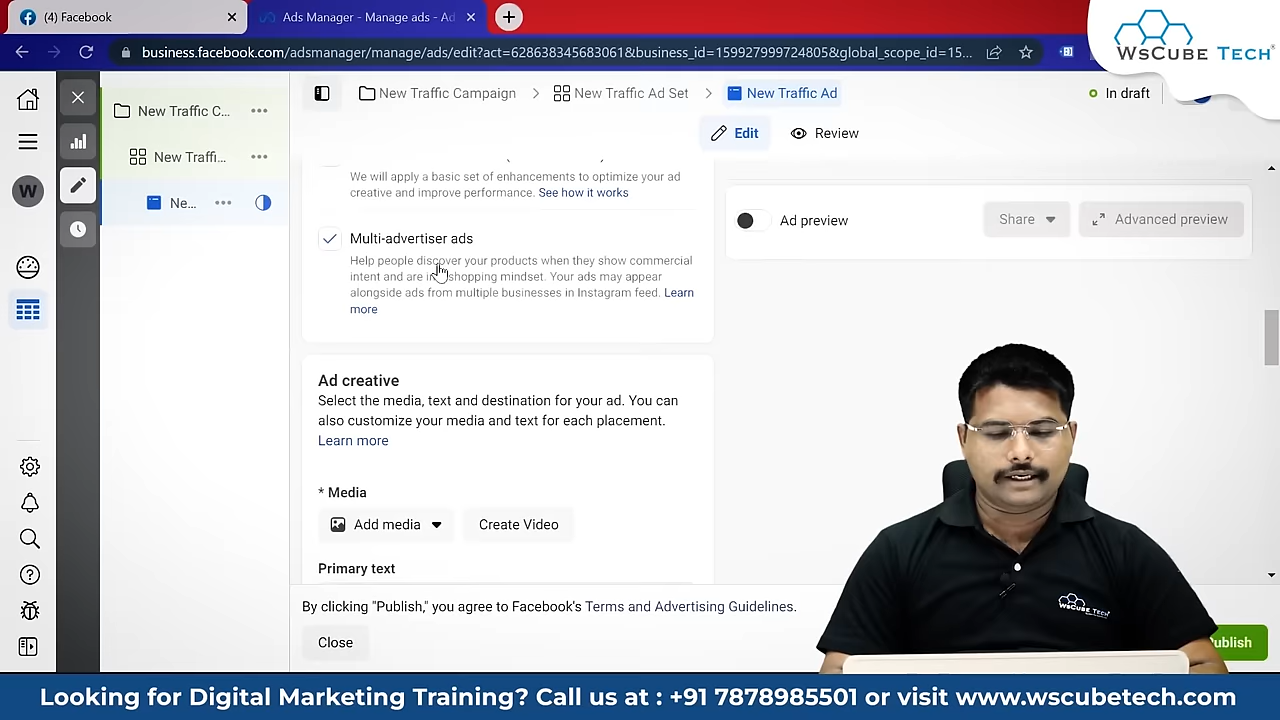 (4) Facebook
Ads Manager - Manage ads - Ad
WsCube Tech
business.facebook.com/adsmanager/manage/ads/edit?act=628638345683061&business_id=159927999724805&global_scope_id=15...
New Traffic C...
New Traffi...
Ne...
W
New Traffic Campaign > New Traffic Ad Set > New Traffic Ad
In draft
Edit
Review
We will apply a basic set of enhancements to optimize your ad
creative and improve performance. See how it works
Multi-advertiser ads
Help people discover your products when they show commercial
intent and are in shopping mindset. Your ads may appear
alongside ads from multiple businesses in Instagram feed. Learn
more
Ad preview
Share
Advanced preview
Ad creative
Select the media, text and destination for your ad. You can
also customize your media and text for each placement.
Learn more
* Media
Add media
Create Video
Primary text
By clicking "Publish," you agree to Facebook's Terms and Advertising Guidelines.
Close
ublish
WsCube Tech
Looking for Digital Marketing Training? Call us at : +91 7878985501 or visit www.wscubetech.com